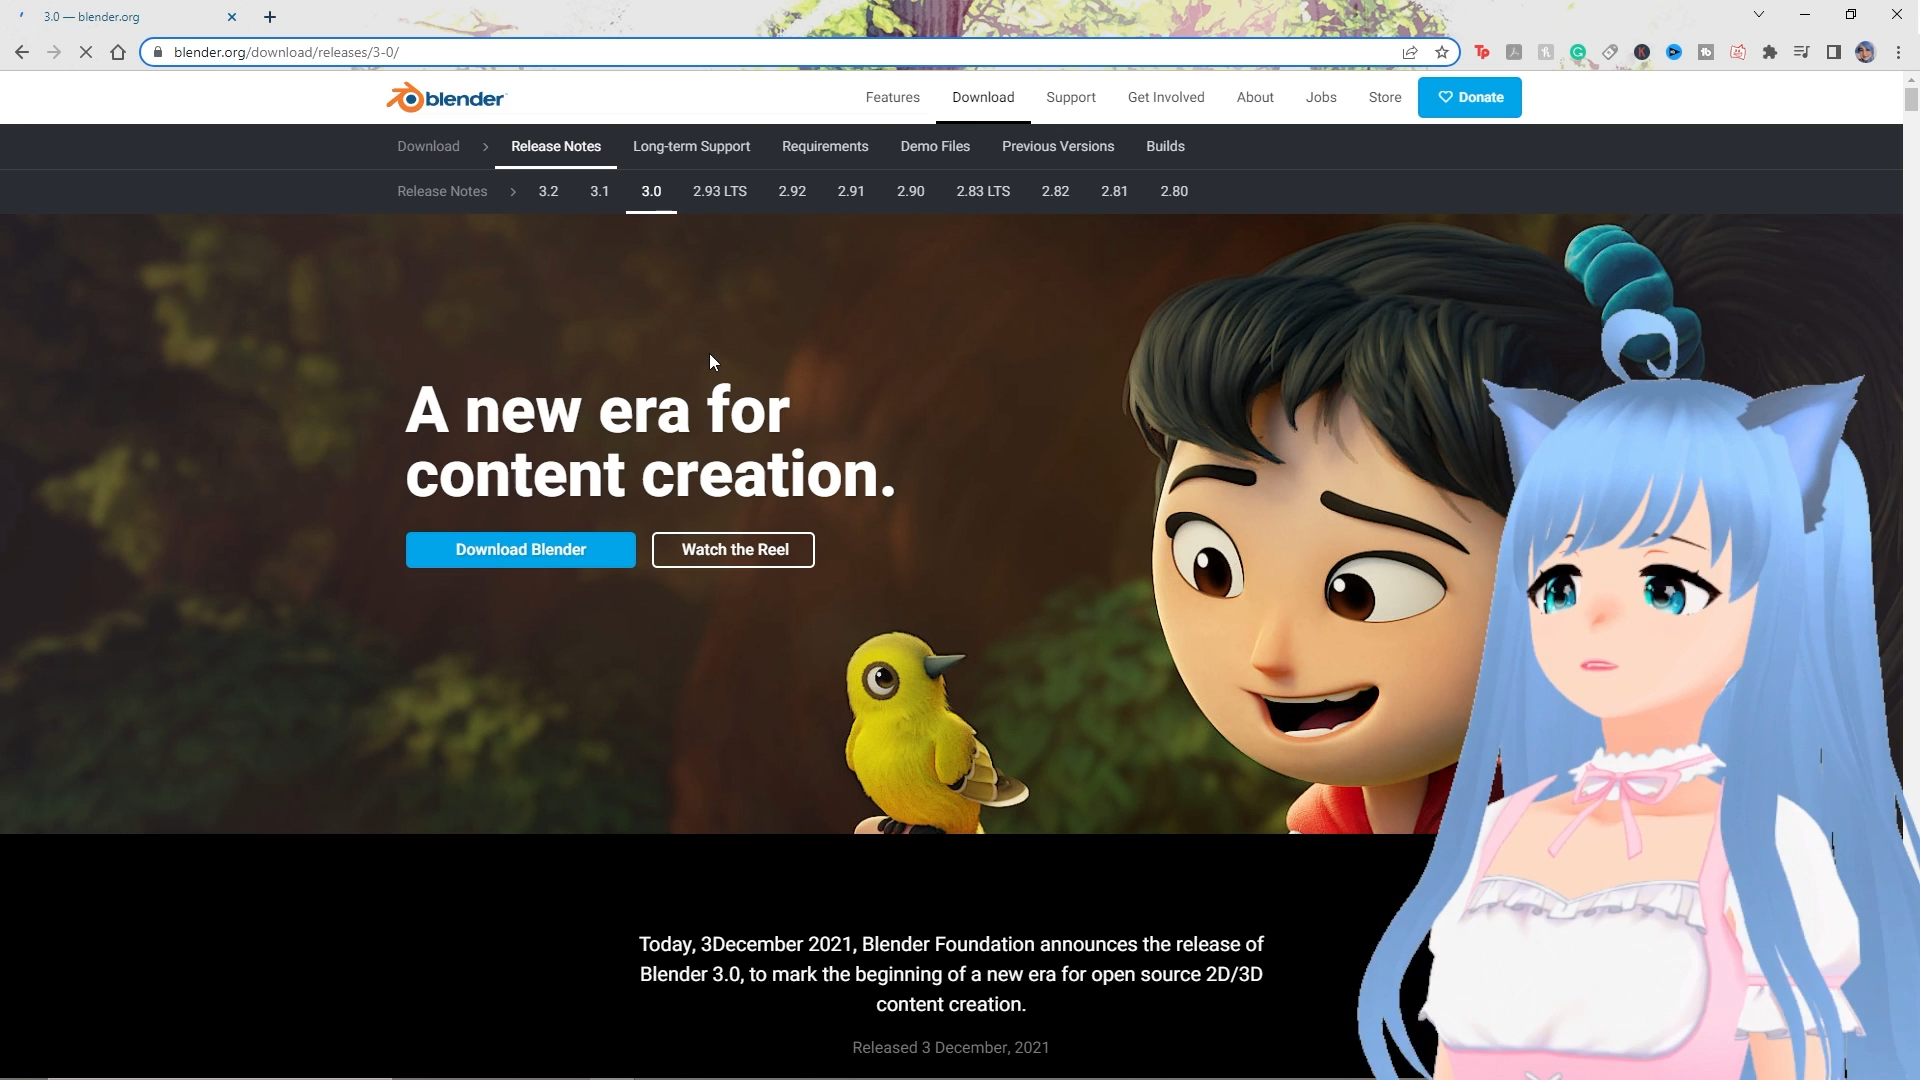 3.0 — blender.org
blender.org/download/releases/3-0/
blender
Features Download Support Get Involved About Jobs Store Donate
Download Release Notes Long-term Support Requirements Demo Files Previous Versions Builds
Release Notes 3.2 3.1 3.0 2.93 LTS 2.92 2.91 2.90 2.83 LTS 2.82 2.81 2.80
A new era for
content creation.
Download Blender Watch the Reel
Today, 3December 2021, Blender Foundation announces the release of
Blender 3.0, to mark the beginning of a new era for open source 2D/3D
content creation.
Released 3 December, 2021